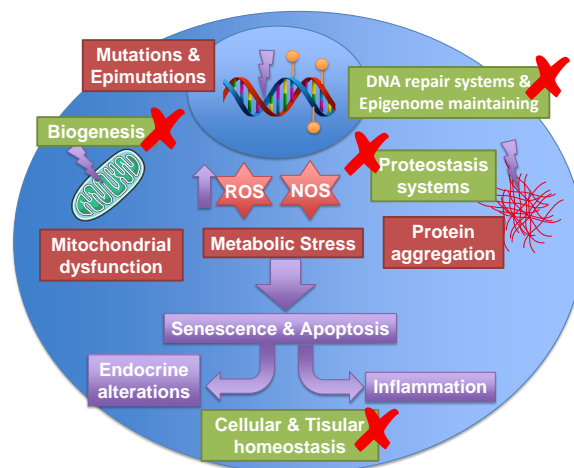 Mutations &
Epimutations
DNA repair systems &
Epigenome maintaining
Biogenesis
ROS
NOS
Proteostasis
systems
Mitochondrial
dysfunction
Metabolic Stress
Protein
aggregation
Senescence & Apoptosis
Endocrine
alterations
Inflammation
Cellular & Tisular
homeostasis